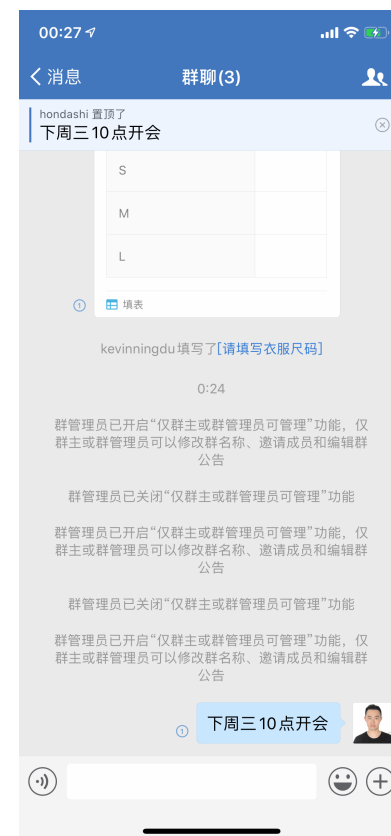 00:27
消息
群聊(3)
hondashi 置顶了
下周三10点开会
S
M
L
1
填表
kevinningdu填写了[请填写衣服尺码]
0:24
群管理员已开启“仅群主或群管理员可管理”功能，仅
群主或群管理员可以修改群名称、邀请成员和编辑群
公告
群管理员已关闭“仅群主或群管理员可管理”功能
群管理员已开启“仅群主或群管理员可管理”功能，仅
群主或群管理员可以修改群名称、邀请成员和编辑群
公告
群管理员已关闭“仅群主或群管理员可管理”功能
群管理员已开启“仅群主或群管理员可管理”功能，仅
群主或群管理员可以修改群名称、邀请成员和编辑群
公告
1
下周三10点开会